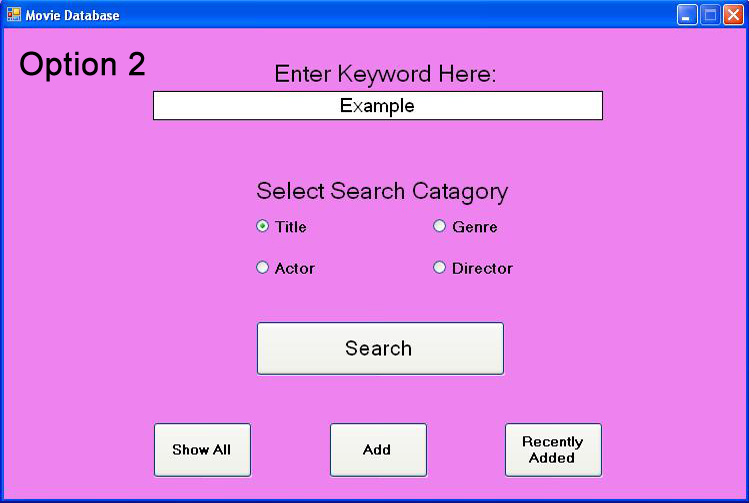 Movie Database
Option 2
Enter Keyword Here:
Example
Select Search Catagory
Title
Genre
Actor
Director
Search
Show All
Add
Recently
Added